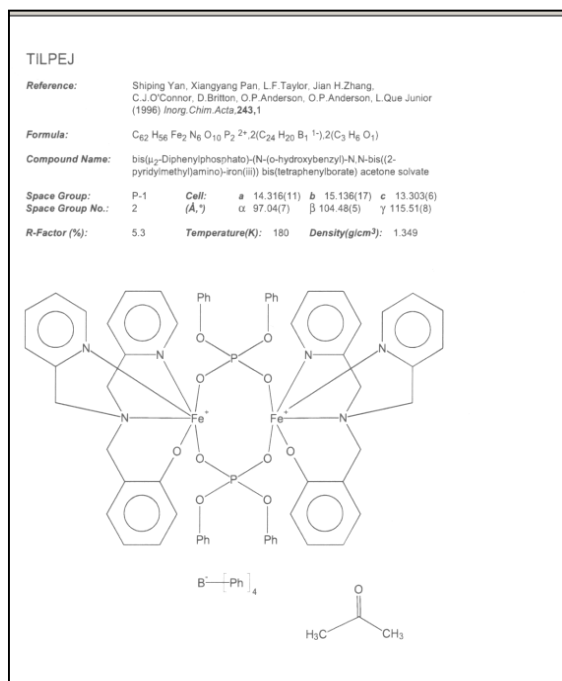 TILPEJ
Reference: Shiping Yan, Xiangyang Pan, L.F.Taylor, Jian H.Zhang,
C.J.O'Connor, D.Britton, O.P.Anderson, O.P.Anderson, L.Que Junior
(1996) Inorg.Chim.Acta,243,1
Formula: C62 H56 Fe2 N6 O10 P2 2+,2(C24 H20 B1 1-),2(C3 H6 O1)
Compound Name: bis(μ2-Diphenylphosphato)-(N-(o-hydroxybenzyl)-N,N-bis((2-
pyridylmethyl)amino)-iron(iii)) bis(tetraphenylborate) acetone solvate
Space Group: P-1 Cell: a 14.316(11) b 15.136(17) c 13.303(6)
Space Group No.: 2 (Å,°) α 97.04(7) β 104.48(5) γ 115.51(8)
R-Factor (%): 5.3 Temperature(K): 180 Density(g/cm3): 1.349
Ph Ph
O O
N N P N N
O O
N Fe+ Fe+ N
O O O O
P
O O
Ph Ph
B- [Ph]4
O
H3C CH3